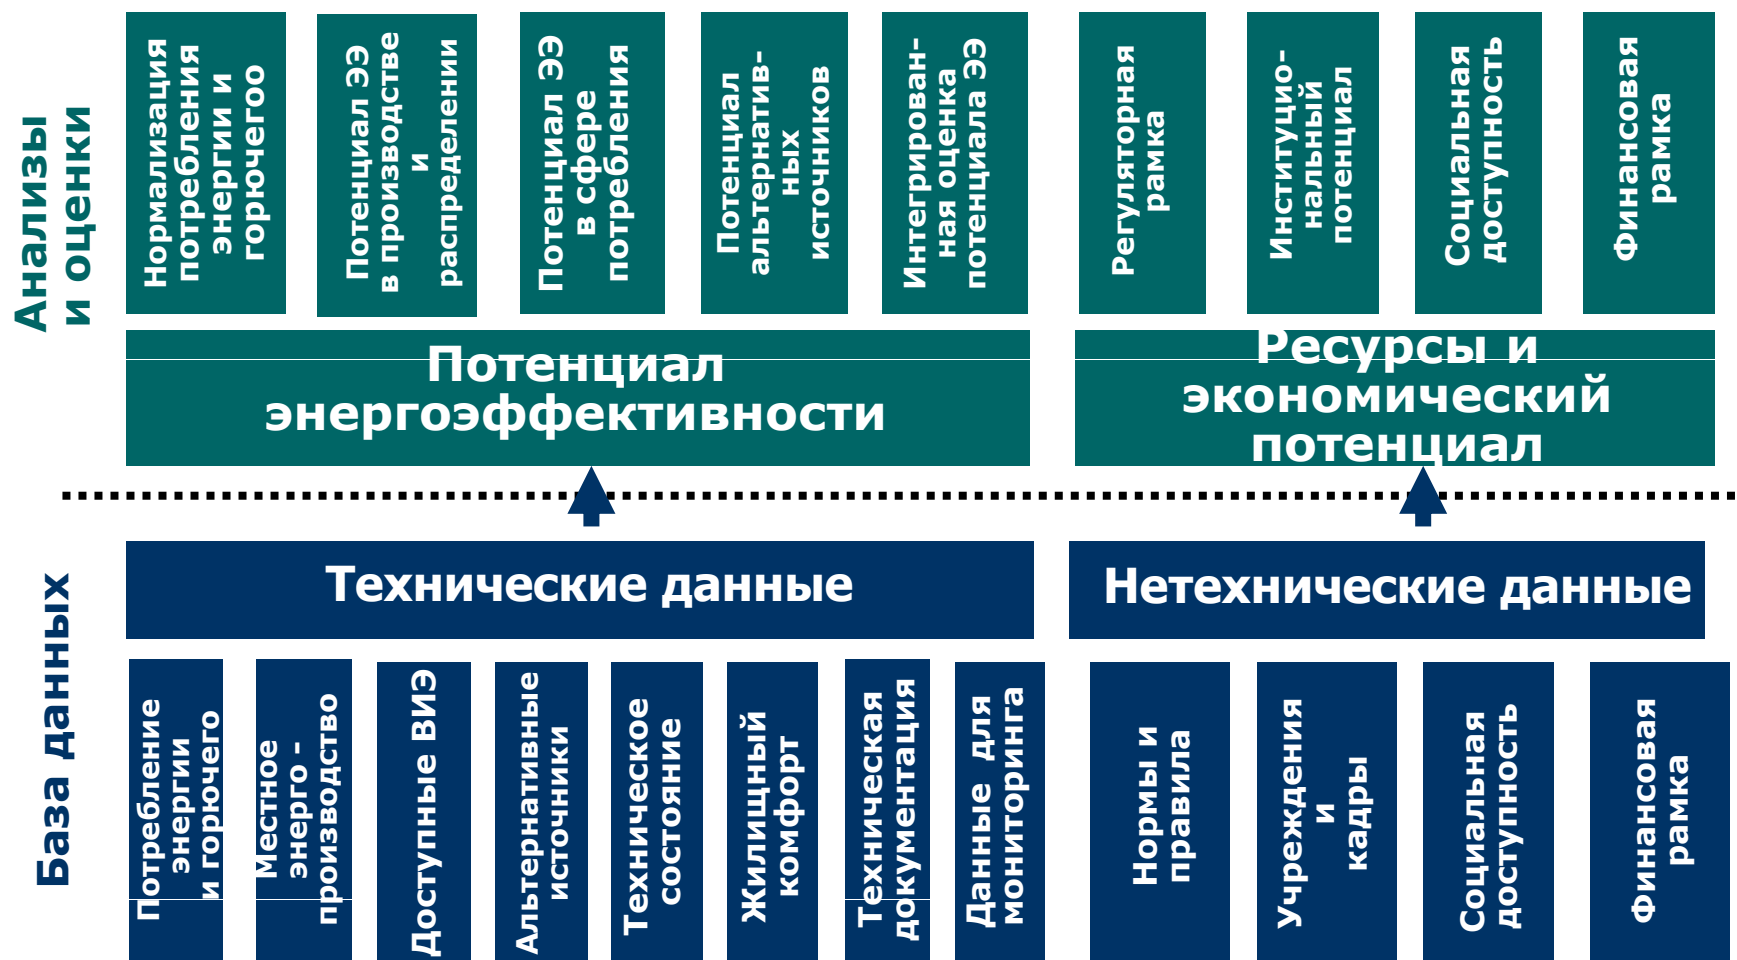 Анализы
и оценки
Нормализация
потребления
энергии и
горючегоо
Потенциал ЭЭ
в производстве
и
распределении
Потенциал ЭЭ
в сфере
потребления
Потенциал
альтернатив-
ных
источников
Интегрирован-
ная оценка
потенциала ЭЭ
Регуляторная
рамка
Институцио-
нальный
потенциал
Социальная
доступность
Финансовая
рамка
Потенциал
энергоэффективности
Ресурсы и
экономический
потенциал
База данных
Технические данные
Нетехнические данные
Потребление
энергии
и горючего
Местное
энерго -
производство
Доступные ВИЭ
Альтернативные
источники
Техническое
состояние
Жилищный
комфорт
Техническая
документация
Данные для
мониторинга
Нормы и
правила
Учреждения
и
кадры
Социальная
доступность
Финансовая
рамка